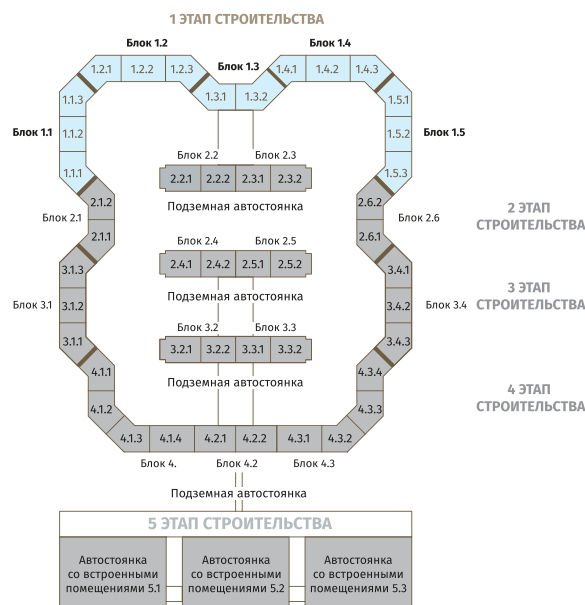 1 ЭТАП СТРОИТЕЛЬСТВА
Блок 1.2
Блок 1.3
Блок 1.4
1.2.1 1.2.2 1.2.3
1.4.1 1.4.2 1.4.3
1.1.3
1.3.1 1.3.2
1.5.1
Блок 1.1
1.1.2
1.5.2
Блок 1.5
1.1.1
1.5.3
Блок 2.2
Блок 2.3
2.2.1 2.2.2 2.3.1 2.3.2
Подземная автостоянка
Блок 2.1
2.1.2
2.1.1
2.6.2
2.6.1
Блок 2.6
2 ЭТАП
СТРОИТЕЛЬСТВА
Блок 2.4
Блок 2.5
2.4.1 2.4.2 2.5.1 2.5.2
Подземная автостоянка
Блок 3.1
3.1.3
3.1.2
3.1.1
3.4.1
3.4.2
3.4.3
Блок 3.4
3 ЭТАП
СТРОИТЕЛЬСТВА
Блок 3.2
Блок 3.3
3.2.1 3.2.2 3.3.1 3.3.2
Подземная автостоянка
4.1.1
4.1.2
4.3.4
4.3.3
4 ЭТАП
СТРОИТЕЛЬСТВА
4.1.3 4.1.4 4.2.1 4.2.2 4.3.1 4.3.2
Блок 4.
Блок 4.2
Блок 4.3
Подземная автостоянка
5 ЭТАП СТРОИТЕЛЬСТВА
Автостоянка
со встроенными
помещениями 5.1
Автостоянка
со встроенными
помещениями 5.2
Автостоянка
со встроенными
помещениями 5.3